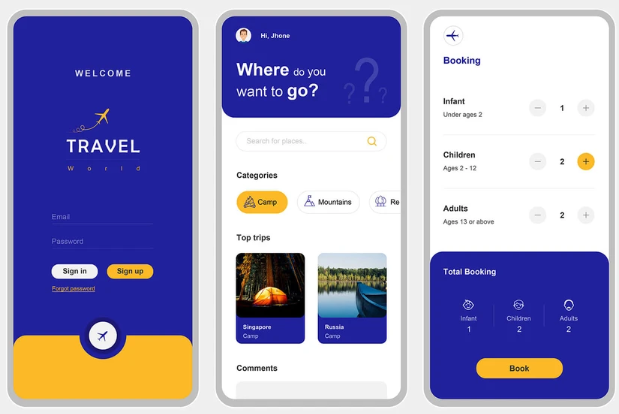 WELCOME
TRAVEL
World
Email
Password
Sign in
Sign up
Forgot password
Hi, Jhone
Where do you
want to go?
???
Search for places..
Categories
Camp
Mountains
Re
Top trips
Singapore
Camp
Russia
Camp
Comments
Booking
Infant
Under ages 2
1
Children
Ages 2 - 12
2
Adults
Ages 13 or above
2
Total Booking
Infant
1
Children
2
Adults
2
Book